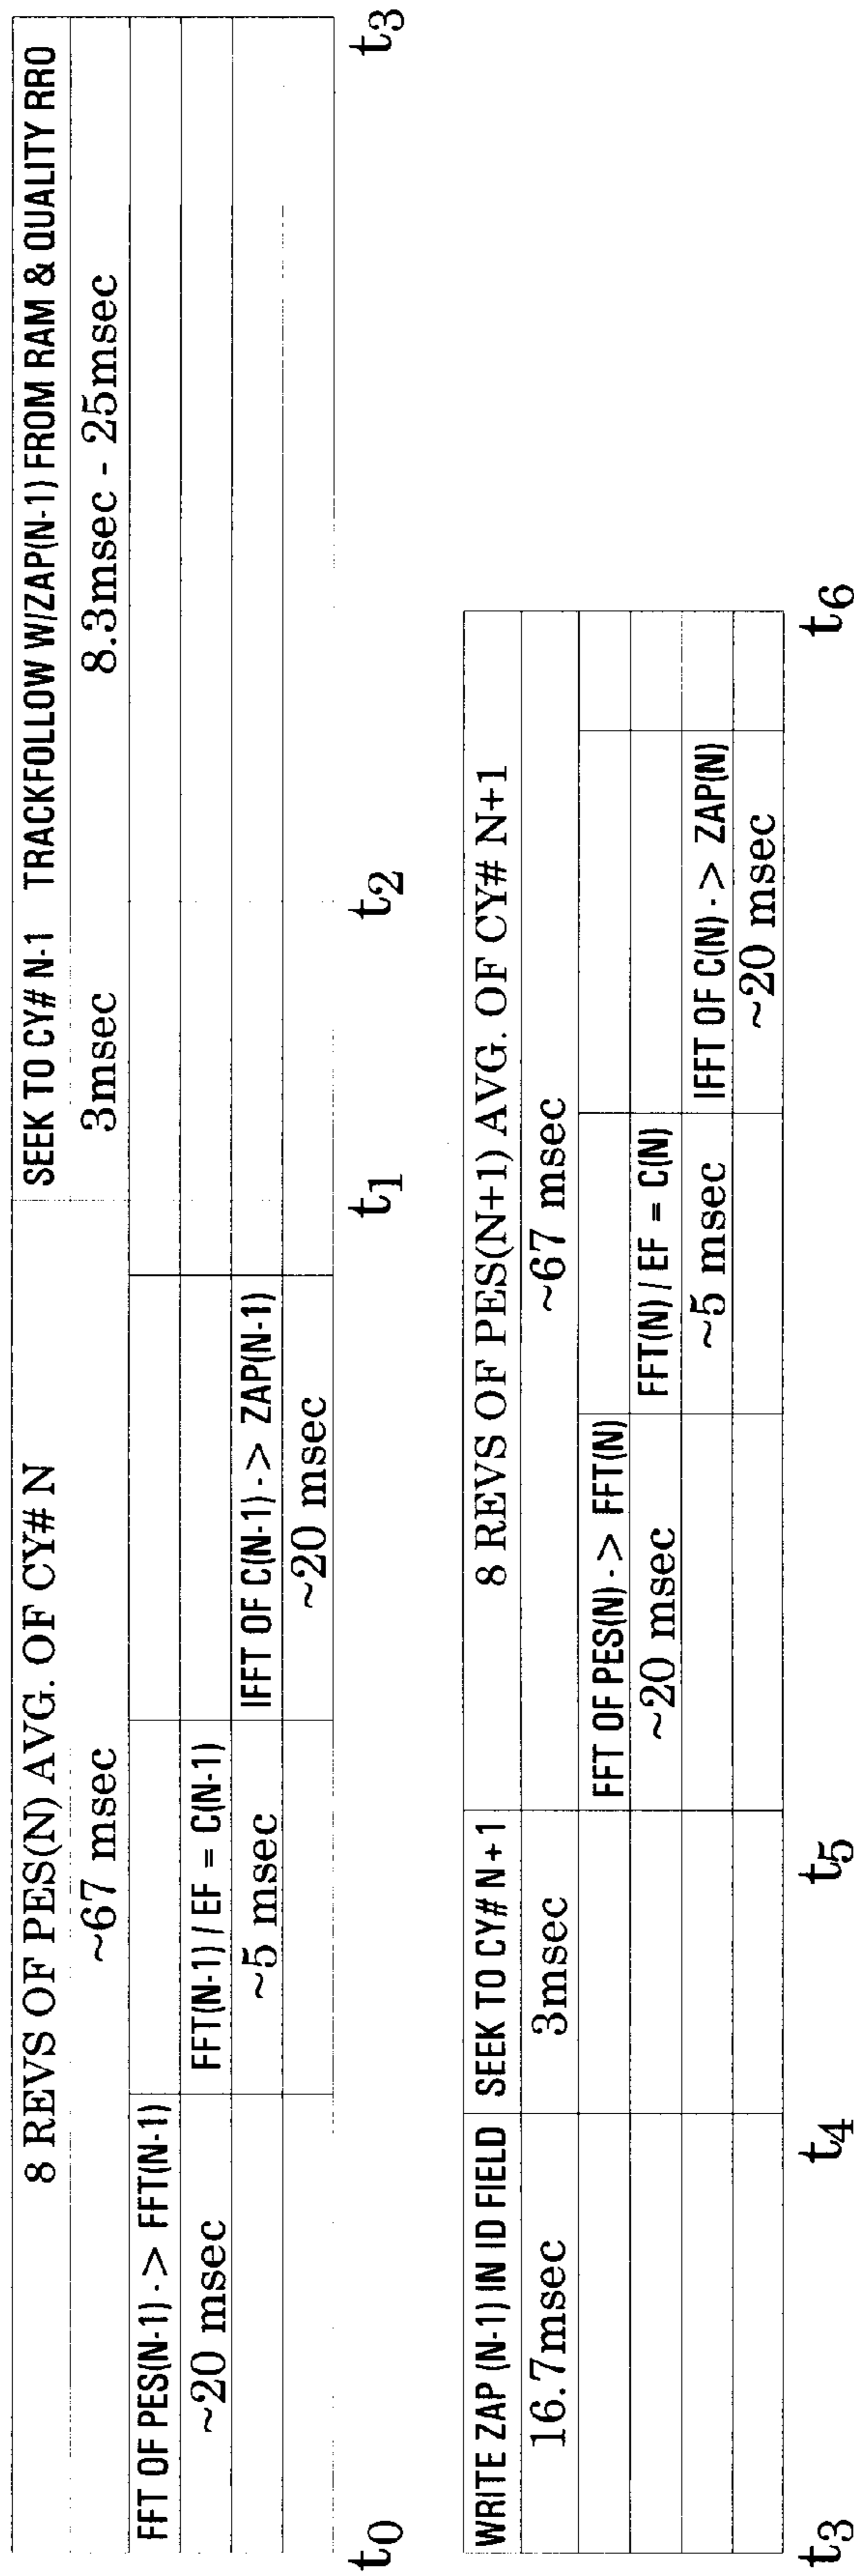 8 REVS OF PES(N) AVG. OF CY# N
SEEK TO CY# N-1
TRACKFOLLOW W/ZAP(N-1) FROM RAM & QUALITY RRO
~67 msec
3msec
8.3msec - 25msec
FFT OF PES(N-1) -> FFT(N-1)
~20 msec
FFT(N-1) / EF = C(N-1)
~5 msec
IFFT OF C(N-1) -> ZAP(N-1)
~20 msec
t0
t1
t2
t3
WRITE ZAP (N-1) IN ID FIELD
SEEK TO CY# N+1
8 REVS OF PES(N+1) AVG. OF CY# N+1
16.7msec
3msec
~67 msec
FFT OF PES(N) -> FFT(N)
~20 msec
FFT(N) / EF = C(N)
~5 msec
IFFT OF C(N) -> ZAP(N)
~20 msec
t3
t4
t5
t6